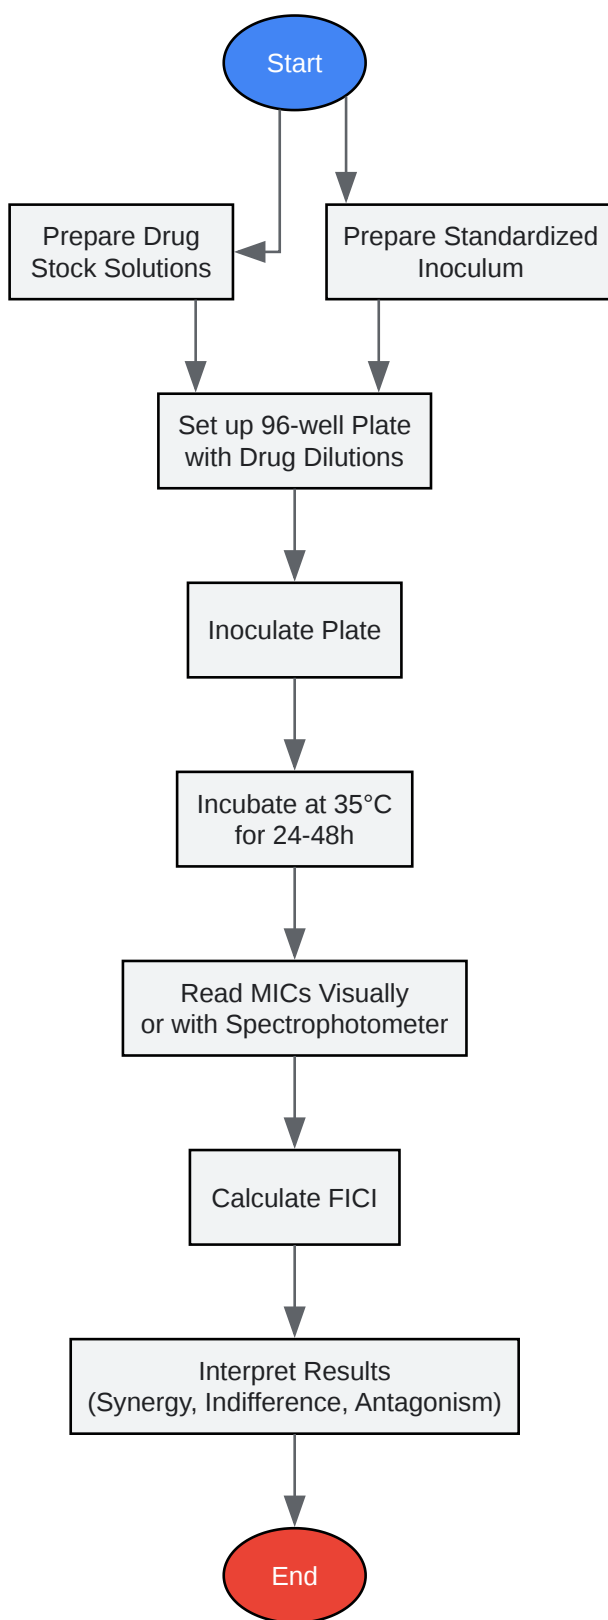 Start
Prepare Drug
Stock Solutions
Prepare Standardized
Inoculum
Set up 96-well Plate
with Drug Dilutions
Inoculate Plate
Incubate at 35°C
for 24-48h
Read MICs Visually
or with Spectrophotometer
Calculate FICI
Interpret Results
(Synergy, Indifference, Antagonism)
End